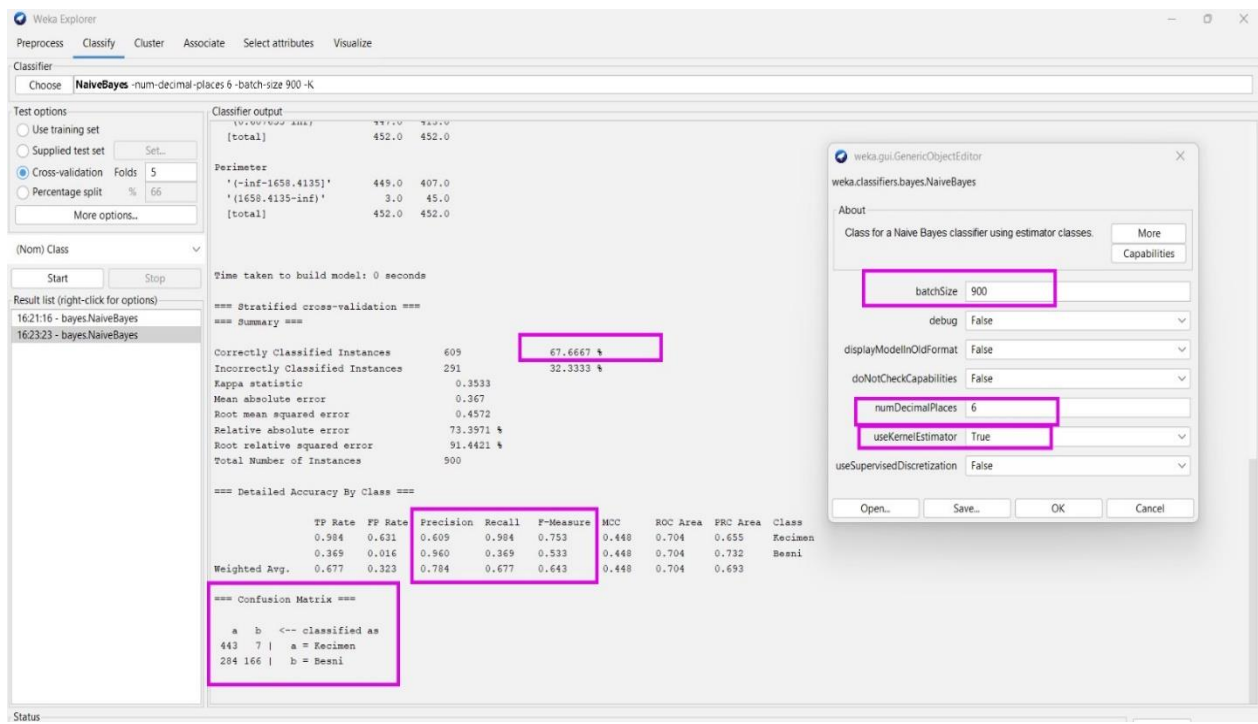 Weka Explorer
Preprocess Classify Cluster Associate Select attributes Visualize
Classifier
Choose NaiveBayes -num-decimal-places 6 -batch-size 900 -K
Test options
Use training set
Supplied test set Set...
Cross-validation Folds 5
Percentage split % 66
More options...
(Nom) Class
Start Stop
Result list (right-click for options)
16:21:16 - bayes.NaiveBayes
16:23:23 - bayes.NaiveBayes
Classifier output
[total] 452.0 452.0
Perimeter
'(-inf-1658.4135]' 449.0 407.0
'(1658.4135-inf)' 3.0 45.0
[total] 452.0 452.0
Time taken to build model: 0 seconds
=== Stratified cross-validation ===
=== Summary ===
Correctly Classified Instances 609 67.6667 %
Incorrectly Classified Instances 291 32.3333 %
Kappa statistic 0.3533
Mean absolute error 0.367
Root mean squared error 0.4572
Relative absolute error 73.3971 %
Root relative squared error 91.4421 %
Total Number of Instances 900
=== Detailed Accuracy By Class ===
TP Rate FP Rate Precision Recall F-Measure MCC ROC Area PRC Area Class
0.984 0.631 0.609 0.984 0.753 0.448 0.704 0.655 Kecimen
0.369 0.016 0.960 0.369 0.533 0.448 0.704 0.732 Besni
Weighted Avg. 0.677 0.323 0.784 0.677 0.643 0.448 0.704 0.693
=== Confusion Matrix ===
a b <-- classified as
443 7 | a = Kecimen
284 166 | b = Besni
weka.gui.GenericObjectEditor
weka.classifiers.bayes.NaiveBayes
About
Class for a Naive Bayes classifier using estimator classes.
More
Capabilities
batchSize 900
debug False
displayModelInOldFormat False
doNotCheckCapabilities False
numDecimalPlaces 6
useKernelEstimator True
useSupervisedDiscretization False
Open... Save... OK Cancel
Status